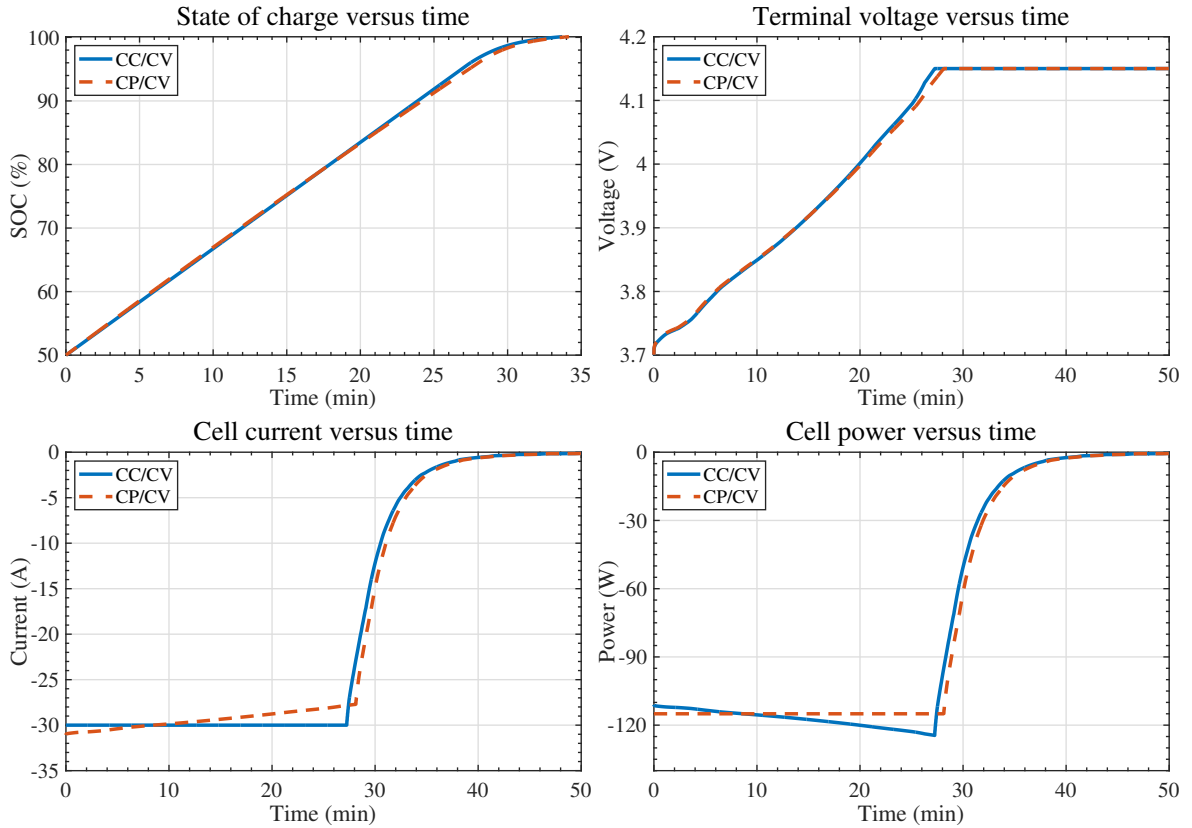 State of charge versus time
100
90
80
70
60
50
SOC (%)
CC/CV
CP/CV
0 5 10 15 20 25 30 35
Time (min)
Terminal voltage versus time
4.2
4.1
4
3.9
3.8
3.7
Voltage (V)
CC/CV
CP/CV
0 10 20 30 40 50
Time (min)
Cell current versus time
0
-5
-10
-15
-20
-25
-30
-35
Current (A)
CC/CV
CP/CV
0 10 20 30 40 50
Time (min)
Cell power versus time
0
-30
-60
-90
-120
Power (W)
CC/CV
CP/CV
0 10 20 30 40 50
Time (min)